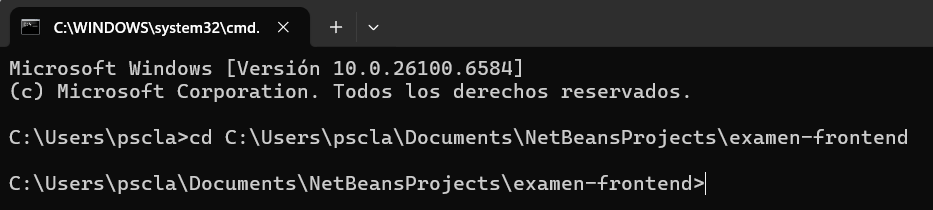 C:\WINDOWS\system32\cmd.
Microsoft Windows [Versión 10.0.26100.6584]
(c) Microsoft Corporation. Todos los derechos reservados.
C:\Users\pscla>cd C:\Users\pscla\Documents\NetBeansProjects\examen-frontend
C:\Users\pscla\Documents\NetBeansProjects\examen-frontend>